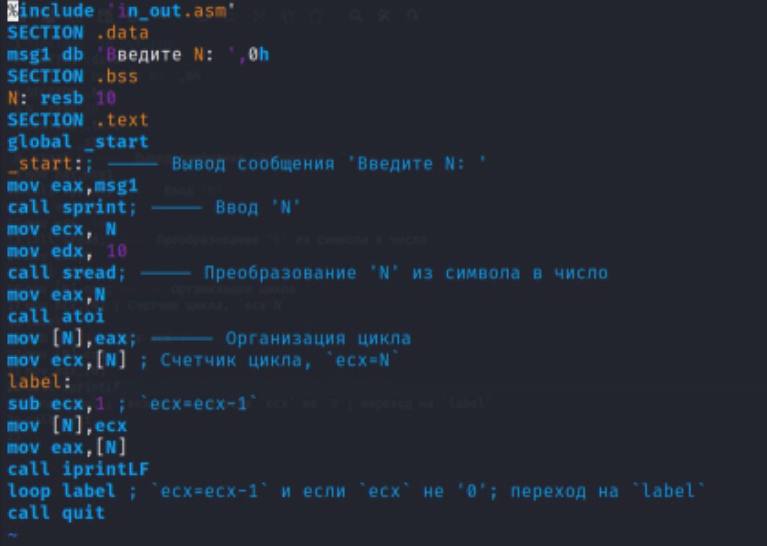 %include 'in_out.asm'
SECTION .data
msg1 db 'Введите N: ',0h
SECTION .bss
N: resb 10
SECTION .text
global _start
_start:; ----- Вывод сообщения 'Введите N: '
mov eax,msg1
call sprint; ----- Ввод 'N'
mov ecx, N
mov edx, 10
call sread; ----- Преобразование 'N' из символа в число
mov eax,N
call atoi
mov [N],eax; ------ Организация цикла
mov ecx,[N] ; Счетчик цикла, `ecx=N`
label:
sub ecx,1 ; `ecx=ecx-1`
mov [N],ecx
mov eax,[N]
call iprintLF
loop label ; `ecx=ecx-1` и если `ecx` не '0'; переход на `label`
call quit
~